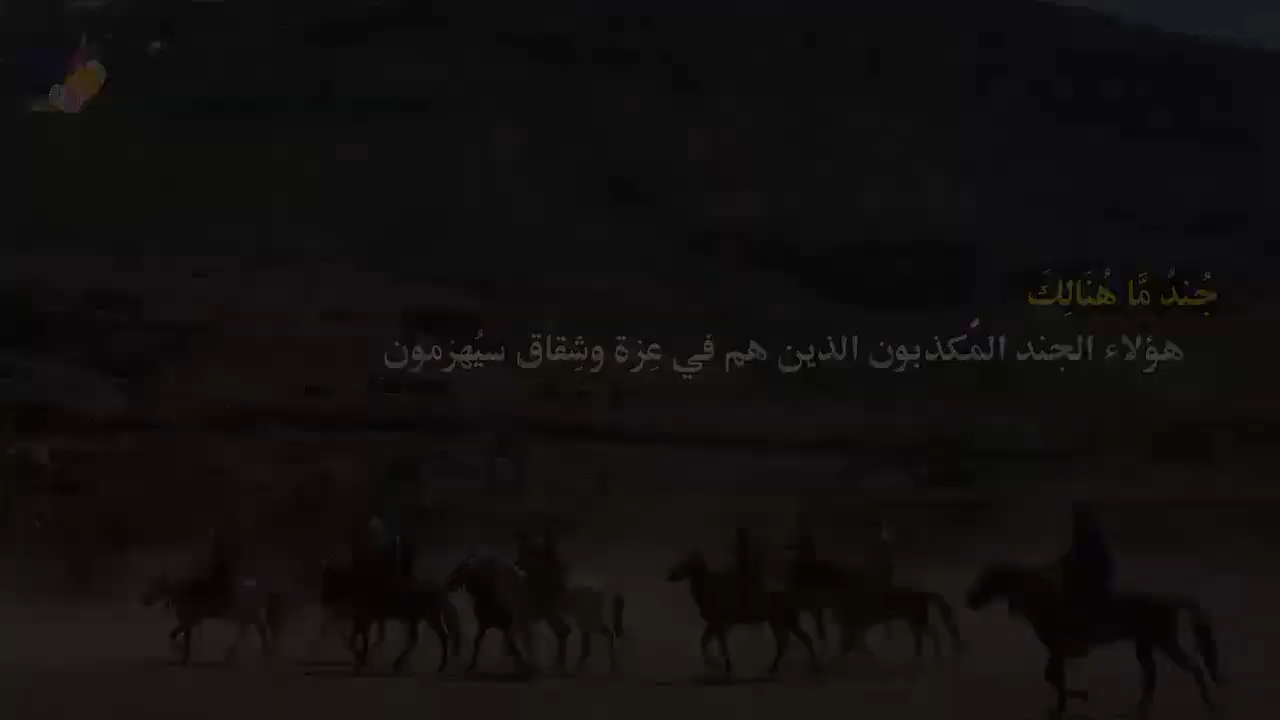 جُندٌ مَّا هُنَالِكَ
هؤلاء الجند المُكذبون الذين هم في عِزة وشِقاق سيُهزمون